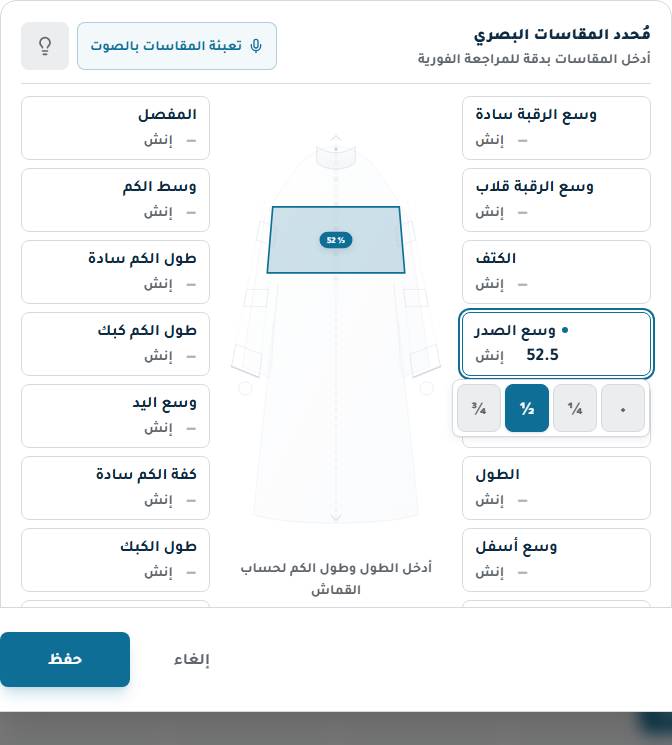 مُحدد المقاسات البصري
أدخل المقاسات بدقة للمراجعة الفورية
تعبئة المقاسات بالصوت
وسع الرقبة سادة
— إنش
وسع الرقبة قلاب
— إنش
الكتف
— إنش
وسع الصدر
52.5 إنش
٠
¼
½
¾
الطول
— إنش
وسع أسفل
— إنش
52 ½
أدخل الطول وطول الكم لحساب
القماش
المفصل
— إنش
وسط الكم
— إنش
طول الكم سادة
— إنش
طول الكم كبك
— إنش
وسع اليد
— إنش
كفة الكم سادة
— إنش
طول الكبك
— إنش
إلغاء
حفظ